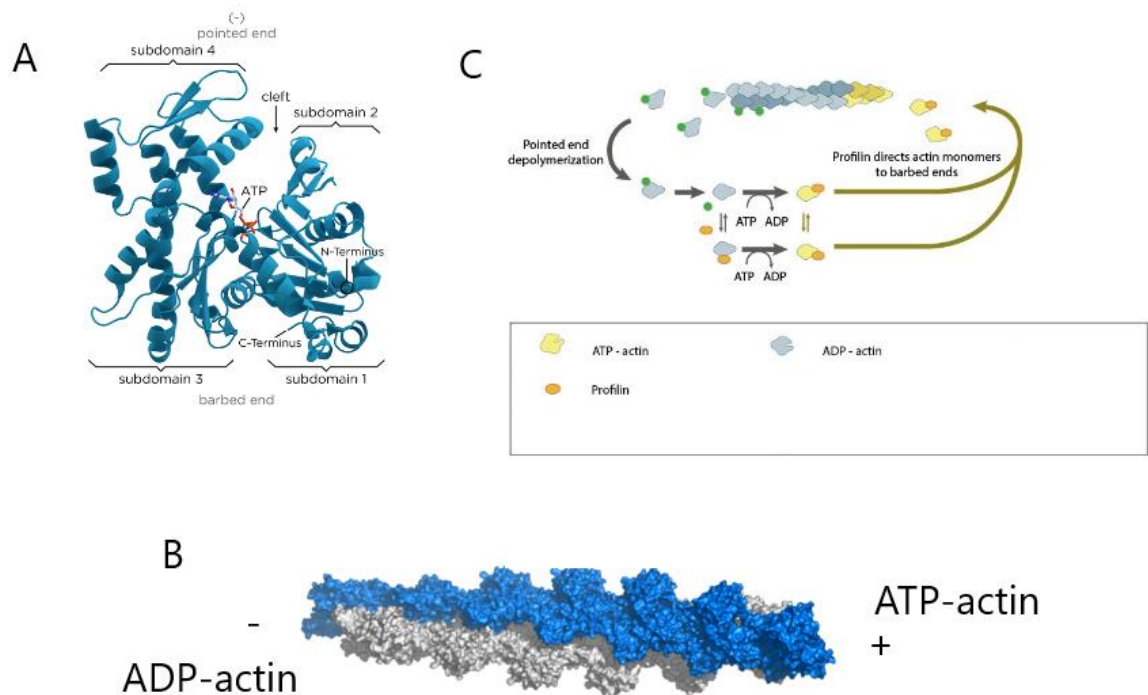 A
(-)
pointed end
subdomain 4
cleft
subdomain 2
ATP
N-Terminus
C-Terminus
subdomain 3
subdomain 1
barbed end
C
Pointed end
depolymerization
Profilin directs actin monomers
to barbed ends
ATP
ADP
ATP
ADP
ATP - actin
ADP - actin
Profilin
B
-
ADP-actin
ATP-actin
+